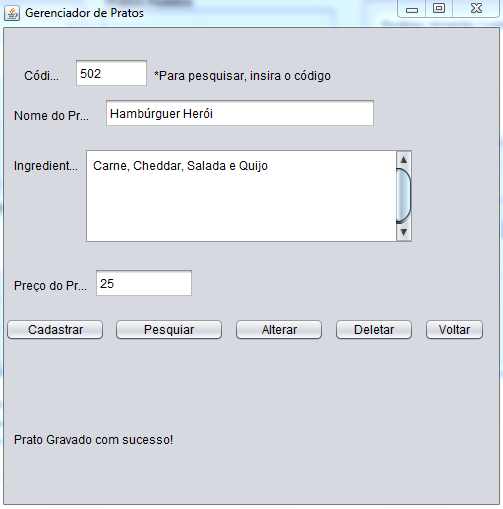 Gerenciador de Pratos
Códi... 502 *Para pesquisar, insira o código
Nome do Pr... Hambúrguer Herói
Ingredient... Carne, Cheddar, Salada e Quijo
Preço do Pr... 25
Cadastrar Pesquiar Alterar Deletar Voltar
Prato Gravado com sucesso!